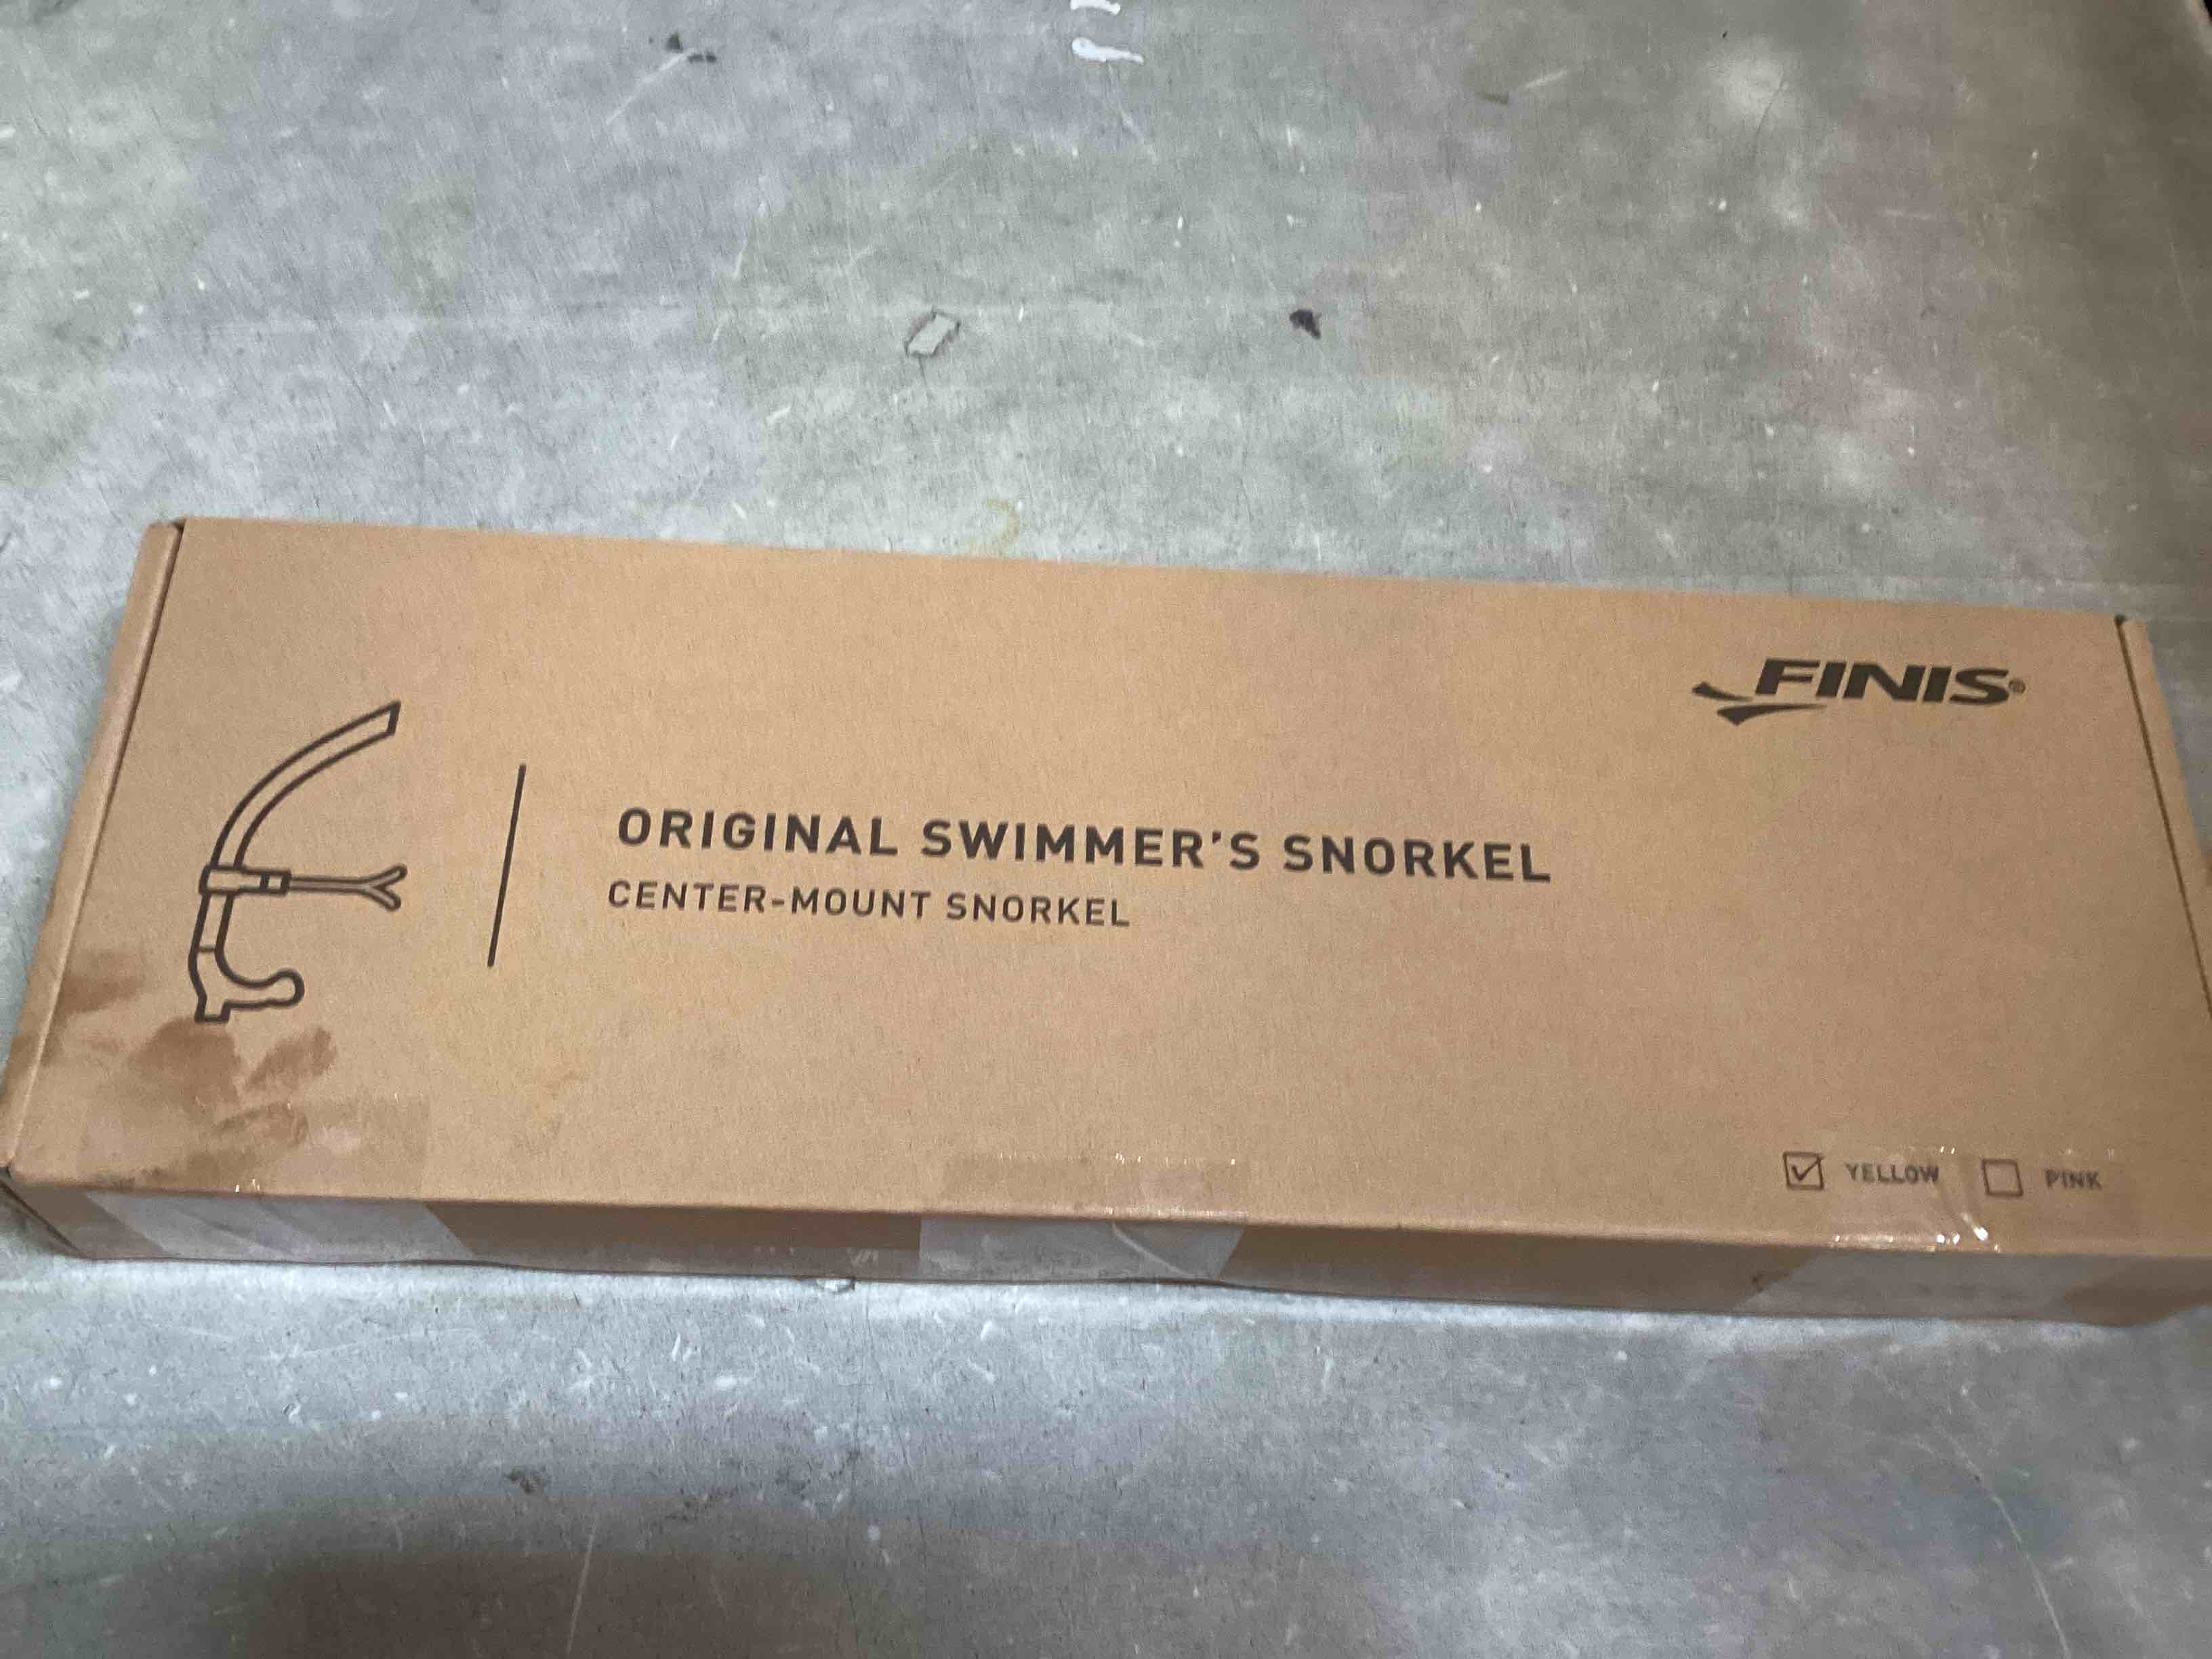 FINIS®
ORIGINAL SWIMMER'S SNORKEL
CENTER-MOUNT SNORKEL
YELLOW PINK